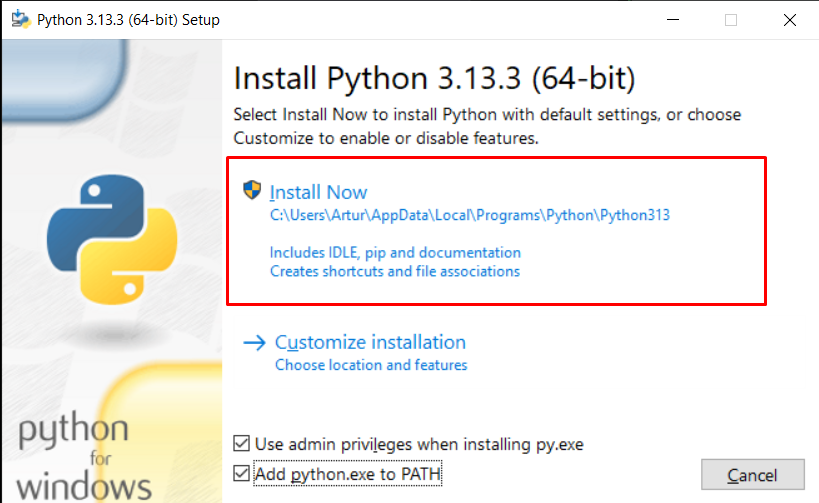 Python 3.13.3 (64-bit) Setup
Install Python 3.13.3 (64-bit)
Select Install Now to install Python with default settings, or choose
Customize to enable or disable features.
Install Now
C:\Users\Artur\AppData\Local\Programs\Python\Python313
Includes IDLE, pip and documentation
Creates shortcuts and file associations
Customize installation
Choose location and features
python
for
windows
Use admin privileges when installing py.exe
Add python.exe to PATH
Cancel